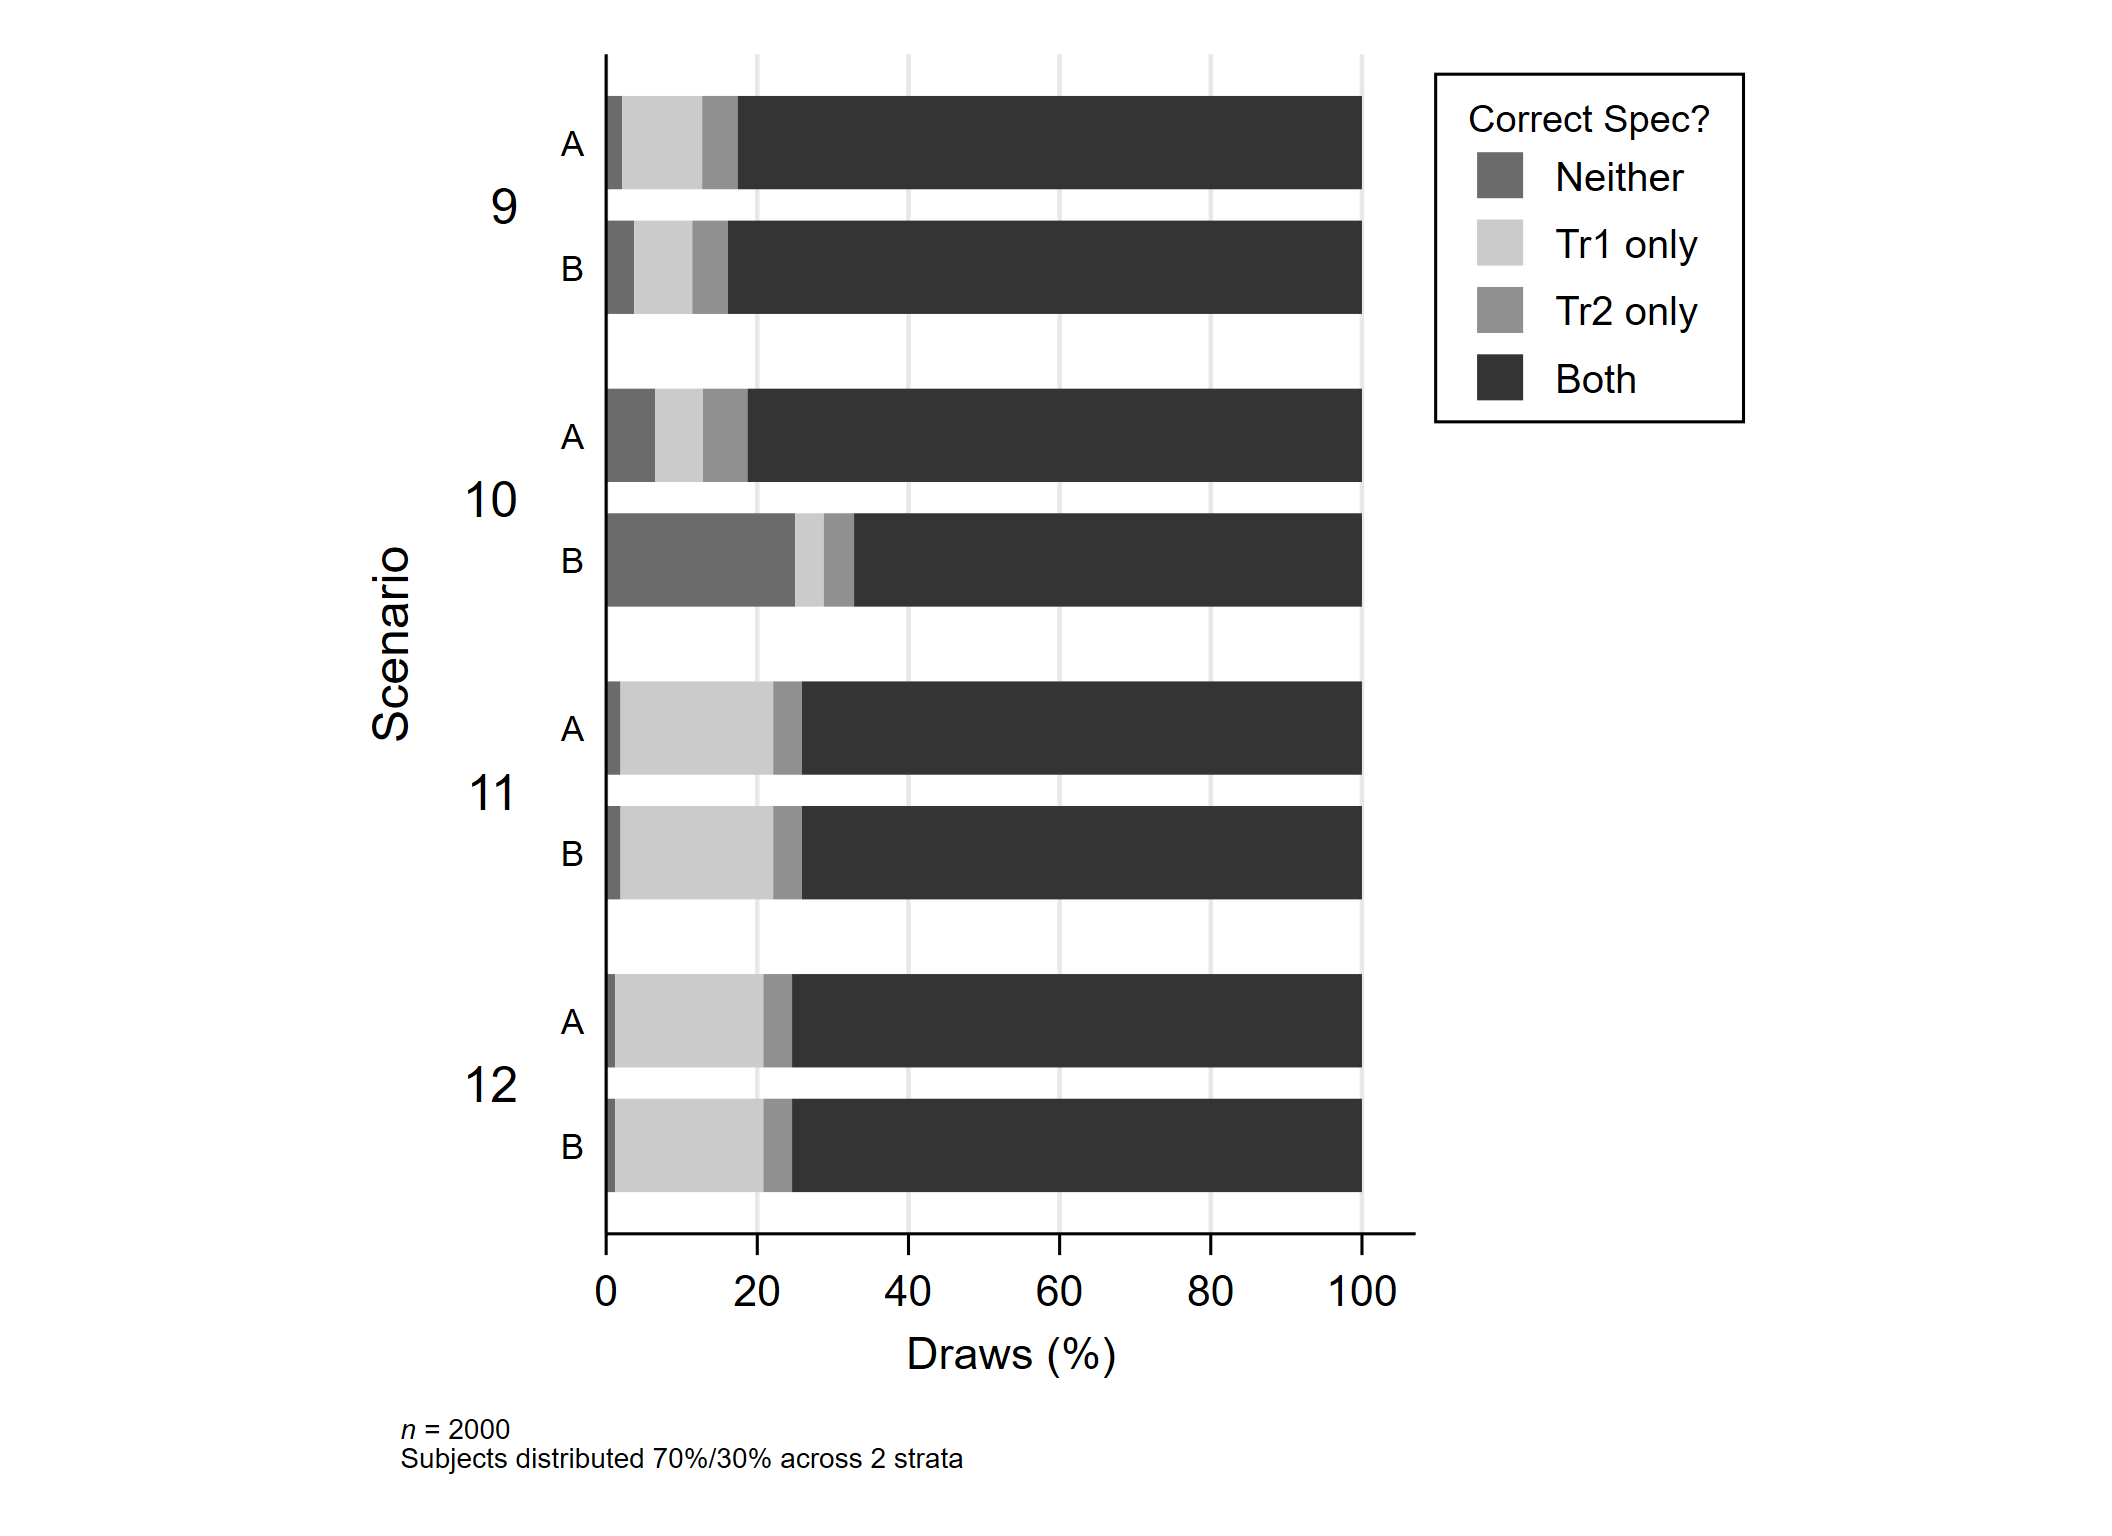 Correct Spec?
Neither
Tr1 only
Tr2 only
Both
Scenario
9
A
B
10
A
B
11
A
B
12
A
B
0 20 40 60 80 100
Draws (%)
n = 2000
Subjects distributed 70%/30% across 2 strata